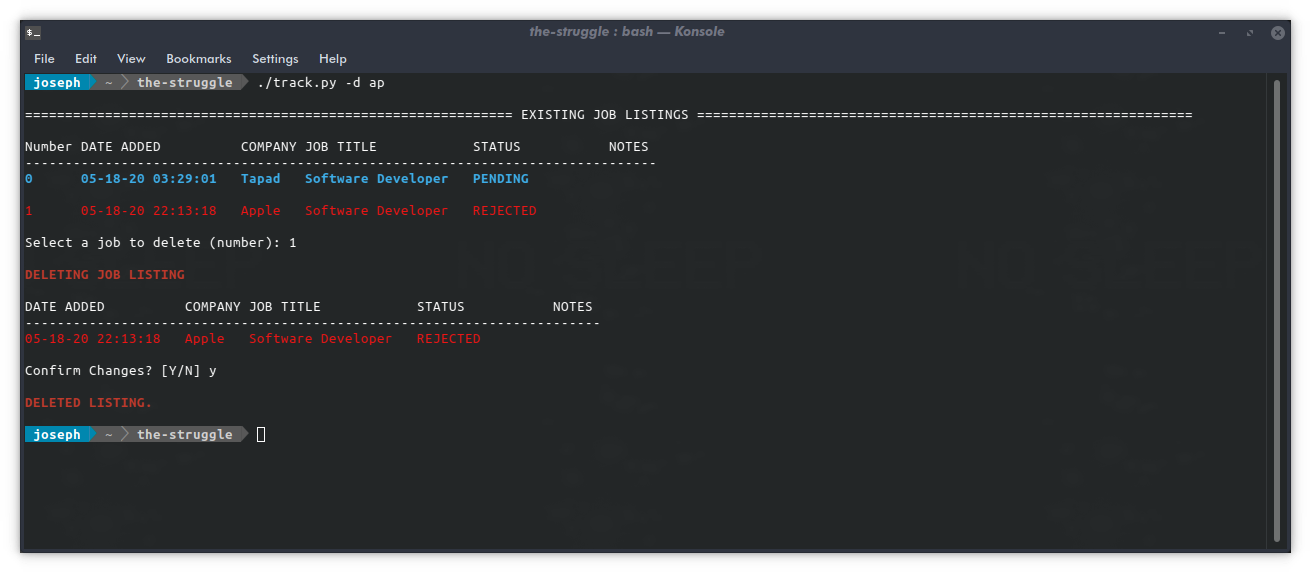 the-struggle : bash — Konsole
File Edit View Bookmarks Settings Help
joseph ~ the-struggle ./track.py -d ap
============================================================= EXISTING JOB LISTINGS ==============================================================
Number DATE ADDED          COMPANY JOB TITLE            STATUS           NOTES
-------------------------------------------------------------------------------
0      05-18-20 03:29:01   Tapad   Software Developer   PENDING
1      05-18-20 22:13:18   Apple   Software Developer   REJECTED
Select a job to delete (number): 1
DELETING JOB LISTING
DATE ADDED          COMPANY JOB TITLE            STATUS           NOTES
------------------------------------------------------------------------
05-18-20 22:13:18   Apple   Software Developer   REJECTED
Confirm Changes? [Y/N] y
DELETED LISTING.
joseph ~ the-struggle